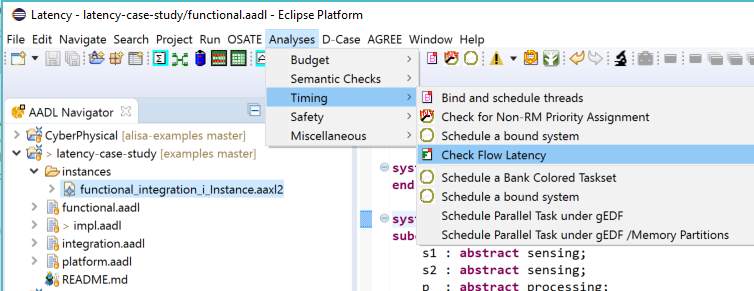 Latency - latency-case-study/functional.aadl - Eclipse Platform
File Edit Navigate Search Project Run OSATE Analyses D-Case AGREE Window Help
Budget
Semantic Checks
Timing
Safety
Miscellaneous
Bind and schedule threads
Check for Non-RM Priority Assignment
Schedule a bound system
Check Flow Latency
Schedule a Bank Colored Taskset
Schedule a bound system
Schedule Parallel Task under gEDF
Schedule Parallel Task under gEDF /Memory Partitions
AADL Navigator
CyberPhysical [alisa-examples master]
> latency-case-study [examples master]
instances
functional_integration_i_Instance.aaxl2
functional.aadl
> impl.aadl
integration.aadl
platform.aadl
README.md
sys
end
sys
sub
s1 : abstract sensing;
s2 : abstract sensing;
p : abstract processing;